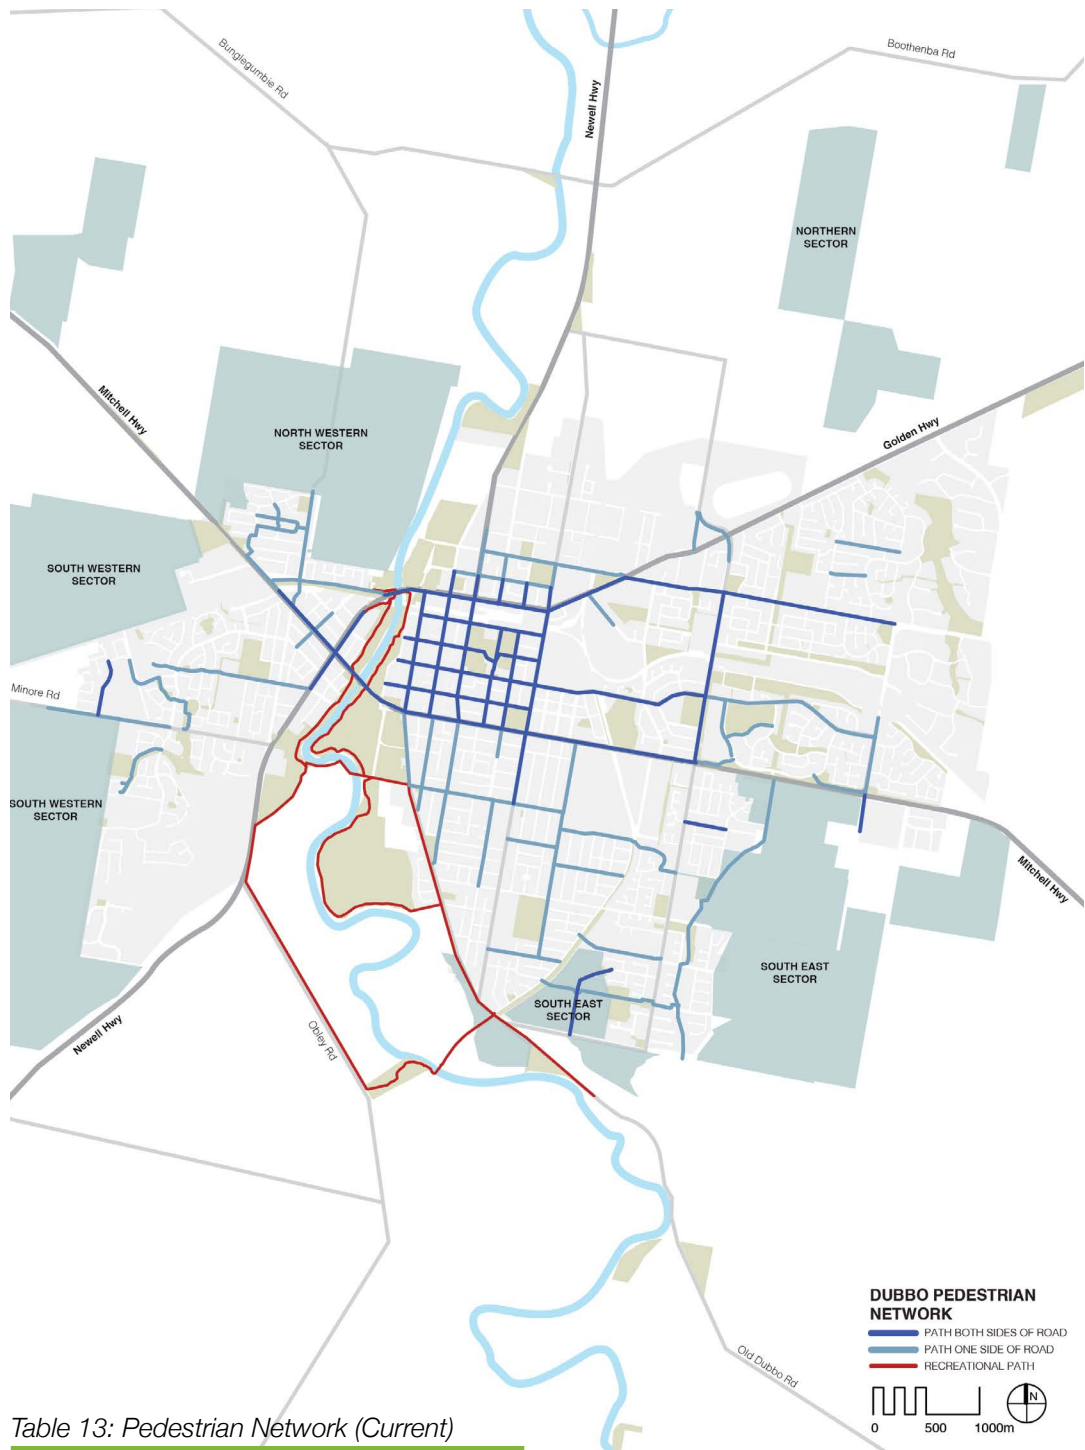 Bunglegumbie Rd
Boothenba Rd
Newell Hwy
NORTHERN
SECTOR
Mitchell Hwy
Golden Hwy
NORTH WESTERN
SECTOR
SOUTH WESTERN
SECTOR
Minore Rd
SOUTH WESTERN
SECTOR
Mitchell Hwy
SOUTH EAST
SECTOR
SOUTH EAST
SECTOR
Newell Hwy
Obley Rd
Old Dubbo Rd
DUBBO PEDESTRIAN
NETWORK
PATH BOTH SIDES OF ROAD
PATH ONE SIDE OF ROAD
RECREATIONAL PATH
N
0 500 1000m
Table 13: Pedestrian Network (Current)